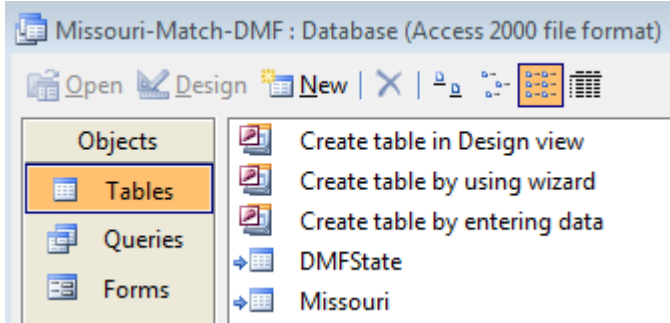 Missouri-Match-DMF : Database (Access 2000 file format)
Open Design New
Objects
Tables
Queries
Forms
Create table in Design view
Create table by using wizard
Create table by entering data
DMFState
Missouri